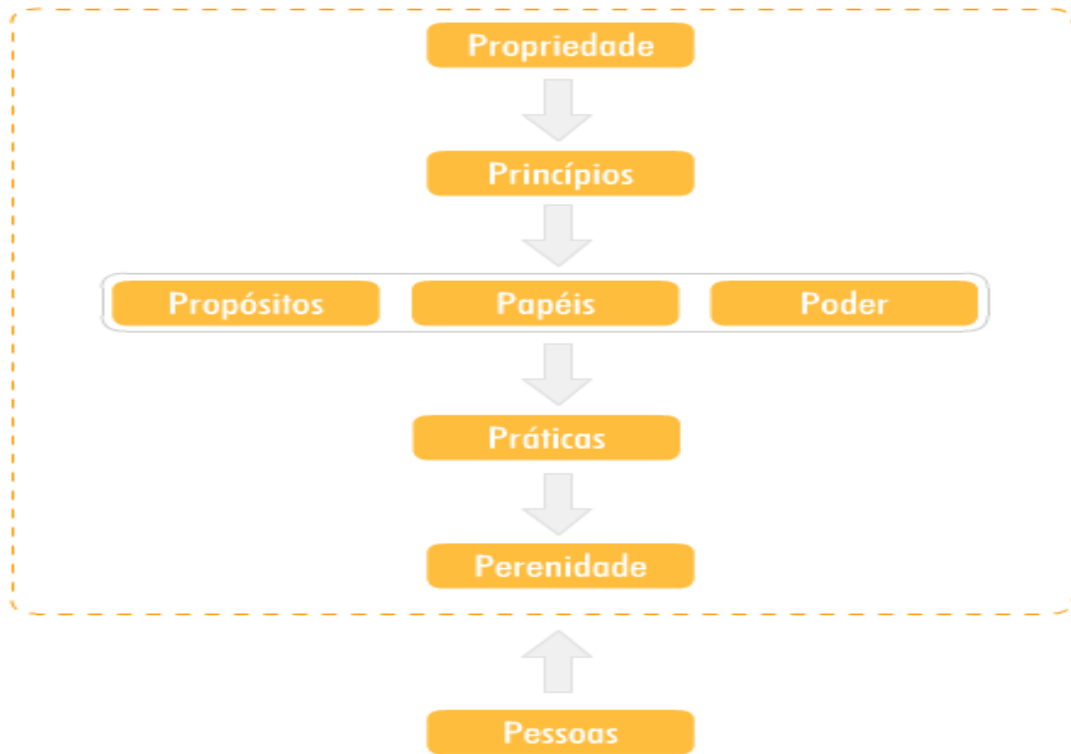 Propriedade
Princípios
Propósitos Papéis Poder
Práticas
Perenidade
Pessoas